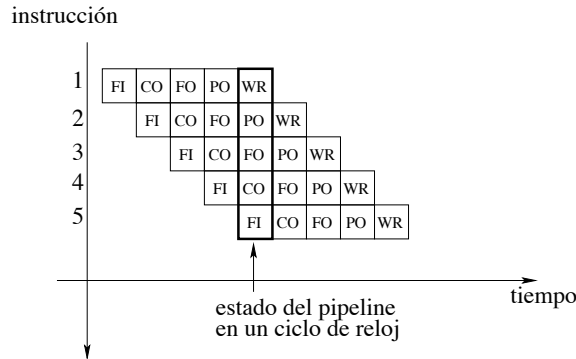 instrucción
1 FI CO FO PO WR
2 FI CO FO PO WR
3 FI CO FO PO WR
4 FI CO FO PO WR
5 FI CO FO PO WR
tiempo
estado del pipeline
en un ciclo de reloj